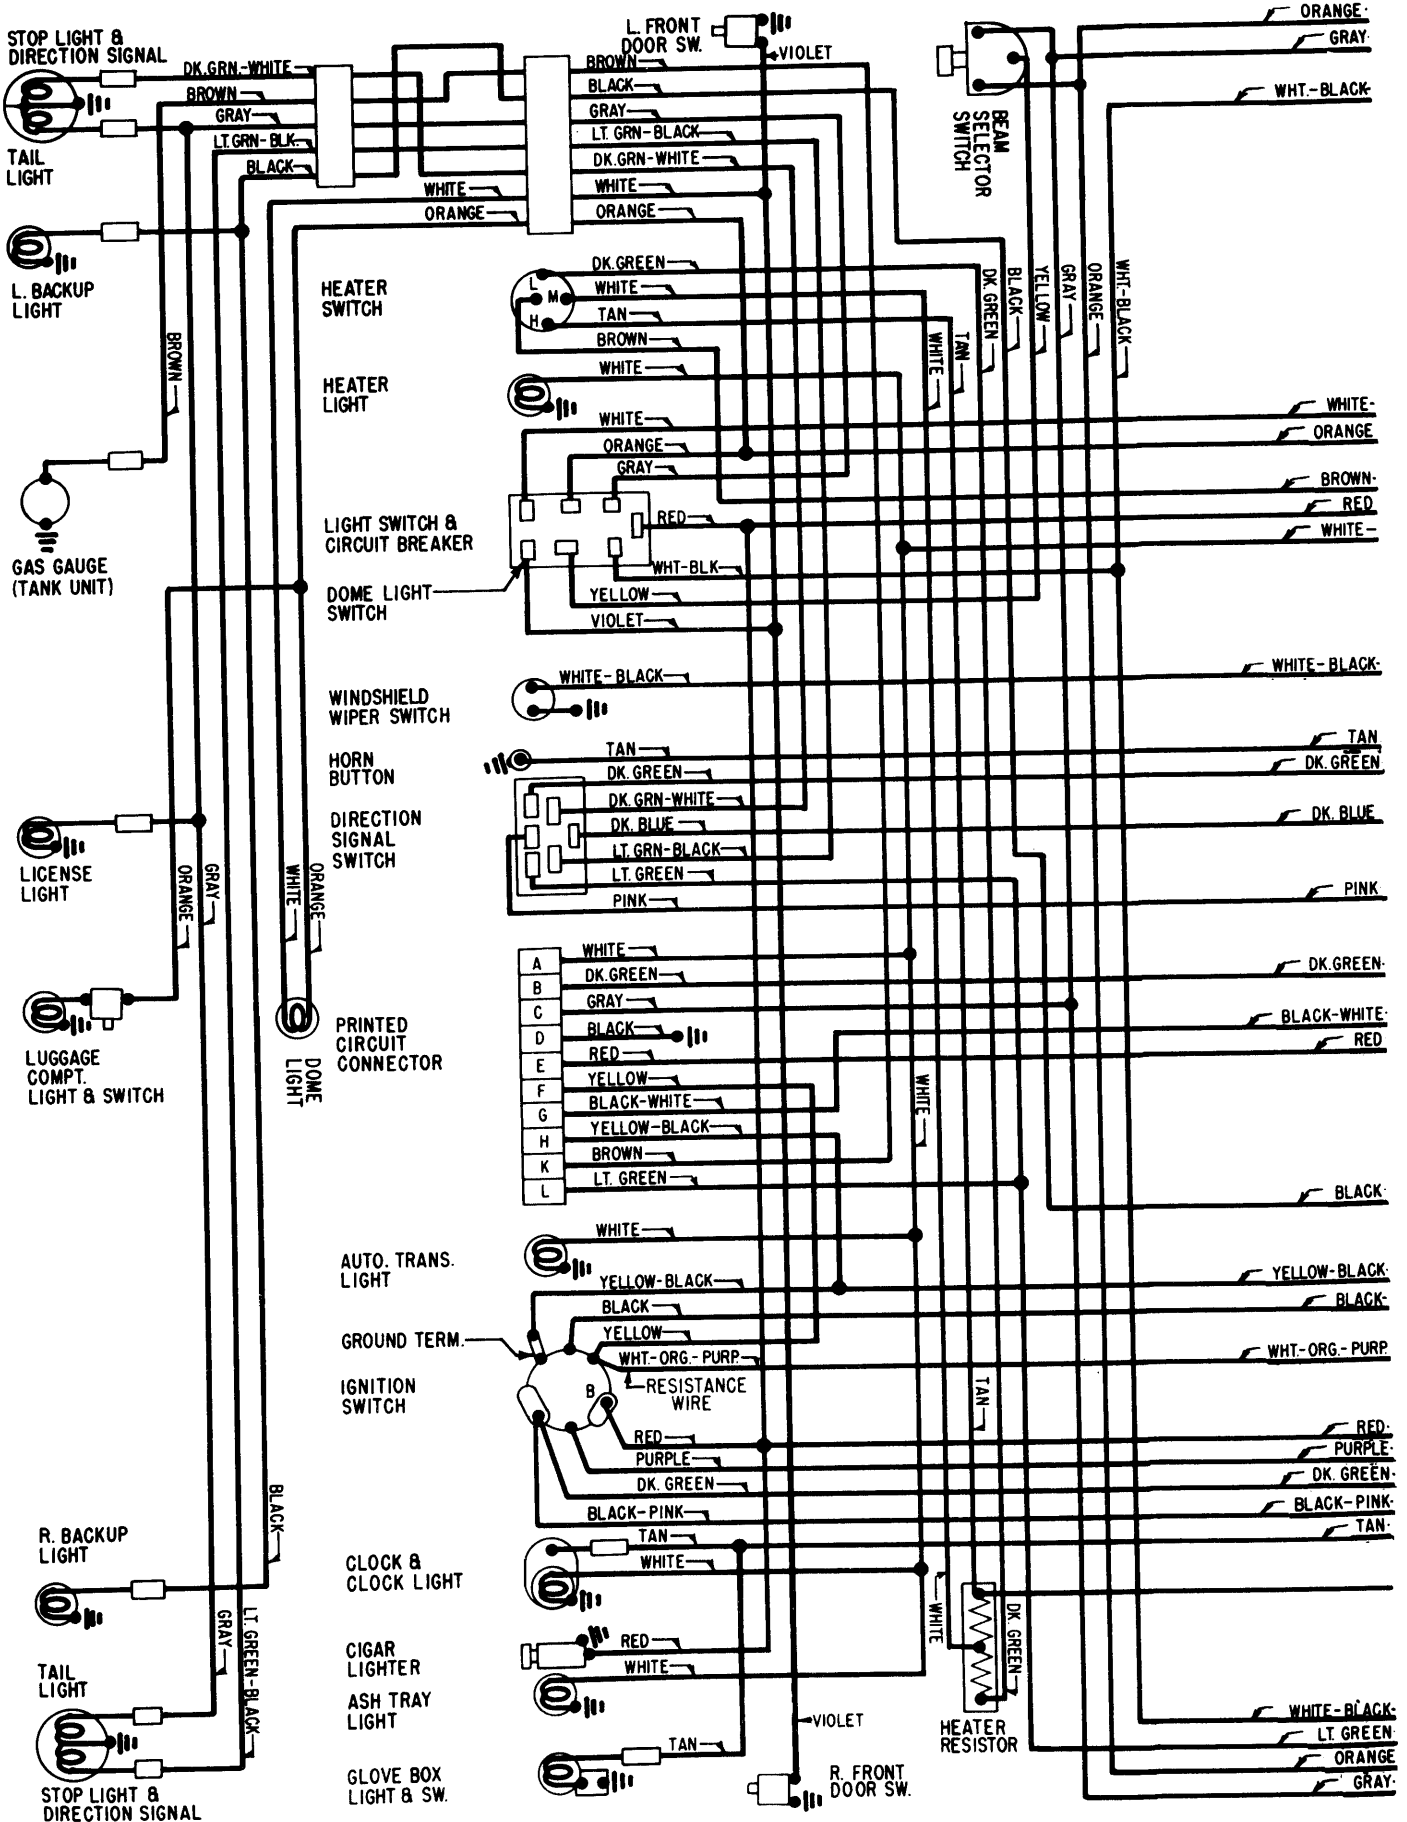 STOP LIGHT &
DIRECTION SIGNAL
TAIL
LIGHT
L. BACKUP
LIGHT
GAS GAUGE
(TANK UNIT)
LICENSE
LIGHT
LUGGAGE
COMPT.
LIGHT & SWITCH
R. BACKUP
LIGHT
TAIL
LIGHT
STOP LIGHT &
DIRECTION SIGNAL
DK.GRN.-WHITE
BROWN
GRAY
LT.GRN-BLK.
BLACK
WHITE
ORANGE
BROWN
ORANGE
GRAY
WHITE
ORANGE
DOME
LIGHT
BLACK
GRAY
LT. GREEN-BLACK
L. FRONT
DOOR SW.
VIOLET
BROWN
BLACK
GRAY
LT. GRN-BLACK
DK.GRN-WHITE
WHITE
ORANGE
HEATER
SWITCH
L
M
H
DK.GREEN
WHITE
TAN
BROWN
HEATER
LIGHT
WHITE
WHITE
ORANGE
GRAY
LIGHT SWITCH &
CIRCUIT BREAKER
RED
DOME LIGHT
SWITCH
WHT-BLK
YELLOW
VIOLET
WINDSHIELD
WIPER SWITCH
WHITE-BLACK
HORN
BUTTON
TAN
DIRECTION
SIGNAL
SWITCH
DK. GREEN
DK. GRN-WHITE
DK. BLUE
LT. GRN-BLACK
LT. GREEN
PINK
PRINTED
CIRCUIT
CONNECTOR
A
WHITE
B
DK.GREEN
C
GRAY
D
BLACK
E
RED
F
YELLOW
G
BLACK-WHITE
H
YELLOW-BLACK
K
BROWN
L
LT. GREEN
AUTO. TRANS.
LIGHT
WHITE
YELLOW-BLACK
BLACK
GROUND TERM.
YELLOW
WHT.-ORG.-PURP.
RESISTANCE
WIRE
IGNITION
SWITCH
B
RED
PURPLE
DK. GREEN
BLACK-PINK
CLOCK &
CLOCK LIGHT
TAN
WHITE
CIGAR
LIGHTER
RED
ASH TRAY
LIGHT
WHITE
GLOVE BOX
LIGHT & SW.
TAN
VIOLET
R. FRONT
DOOR SW.
BEAM
SELECTOR
SWITCH
WHITE
TAN
DK. GREEN
BLACK
YELLOW
GRAY
ORANGE
WHT.-BLACK
WHITE
TAN
WHITE
DK. GREEN
HEATER
RESISTOR
ORANGE
GRAY
WHT.-BLACK
WHITE
ORANGE
BROWN
RED
WHITE
WHITE-BLACK
TAN
DK. GREEN
DK. BLUE
PINK
DK.GREEN
BLACK-WHITE
RED
BLACK
YELLOW-BLACK
BLACK
WHT.-ORG.-PURP.
RED
PURPLE
DK. GREEN
BLACK-PINK
TAN
WHITE-BLACK
LT. GREEN
ORANGE
GRAY